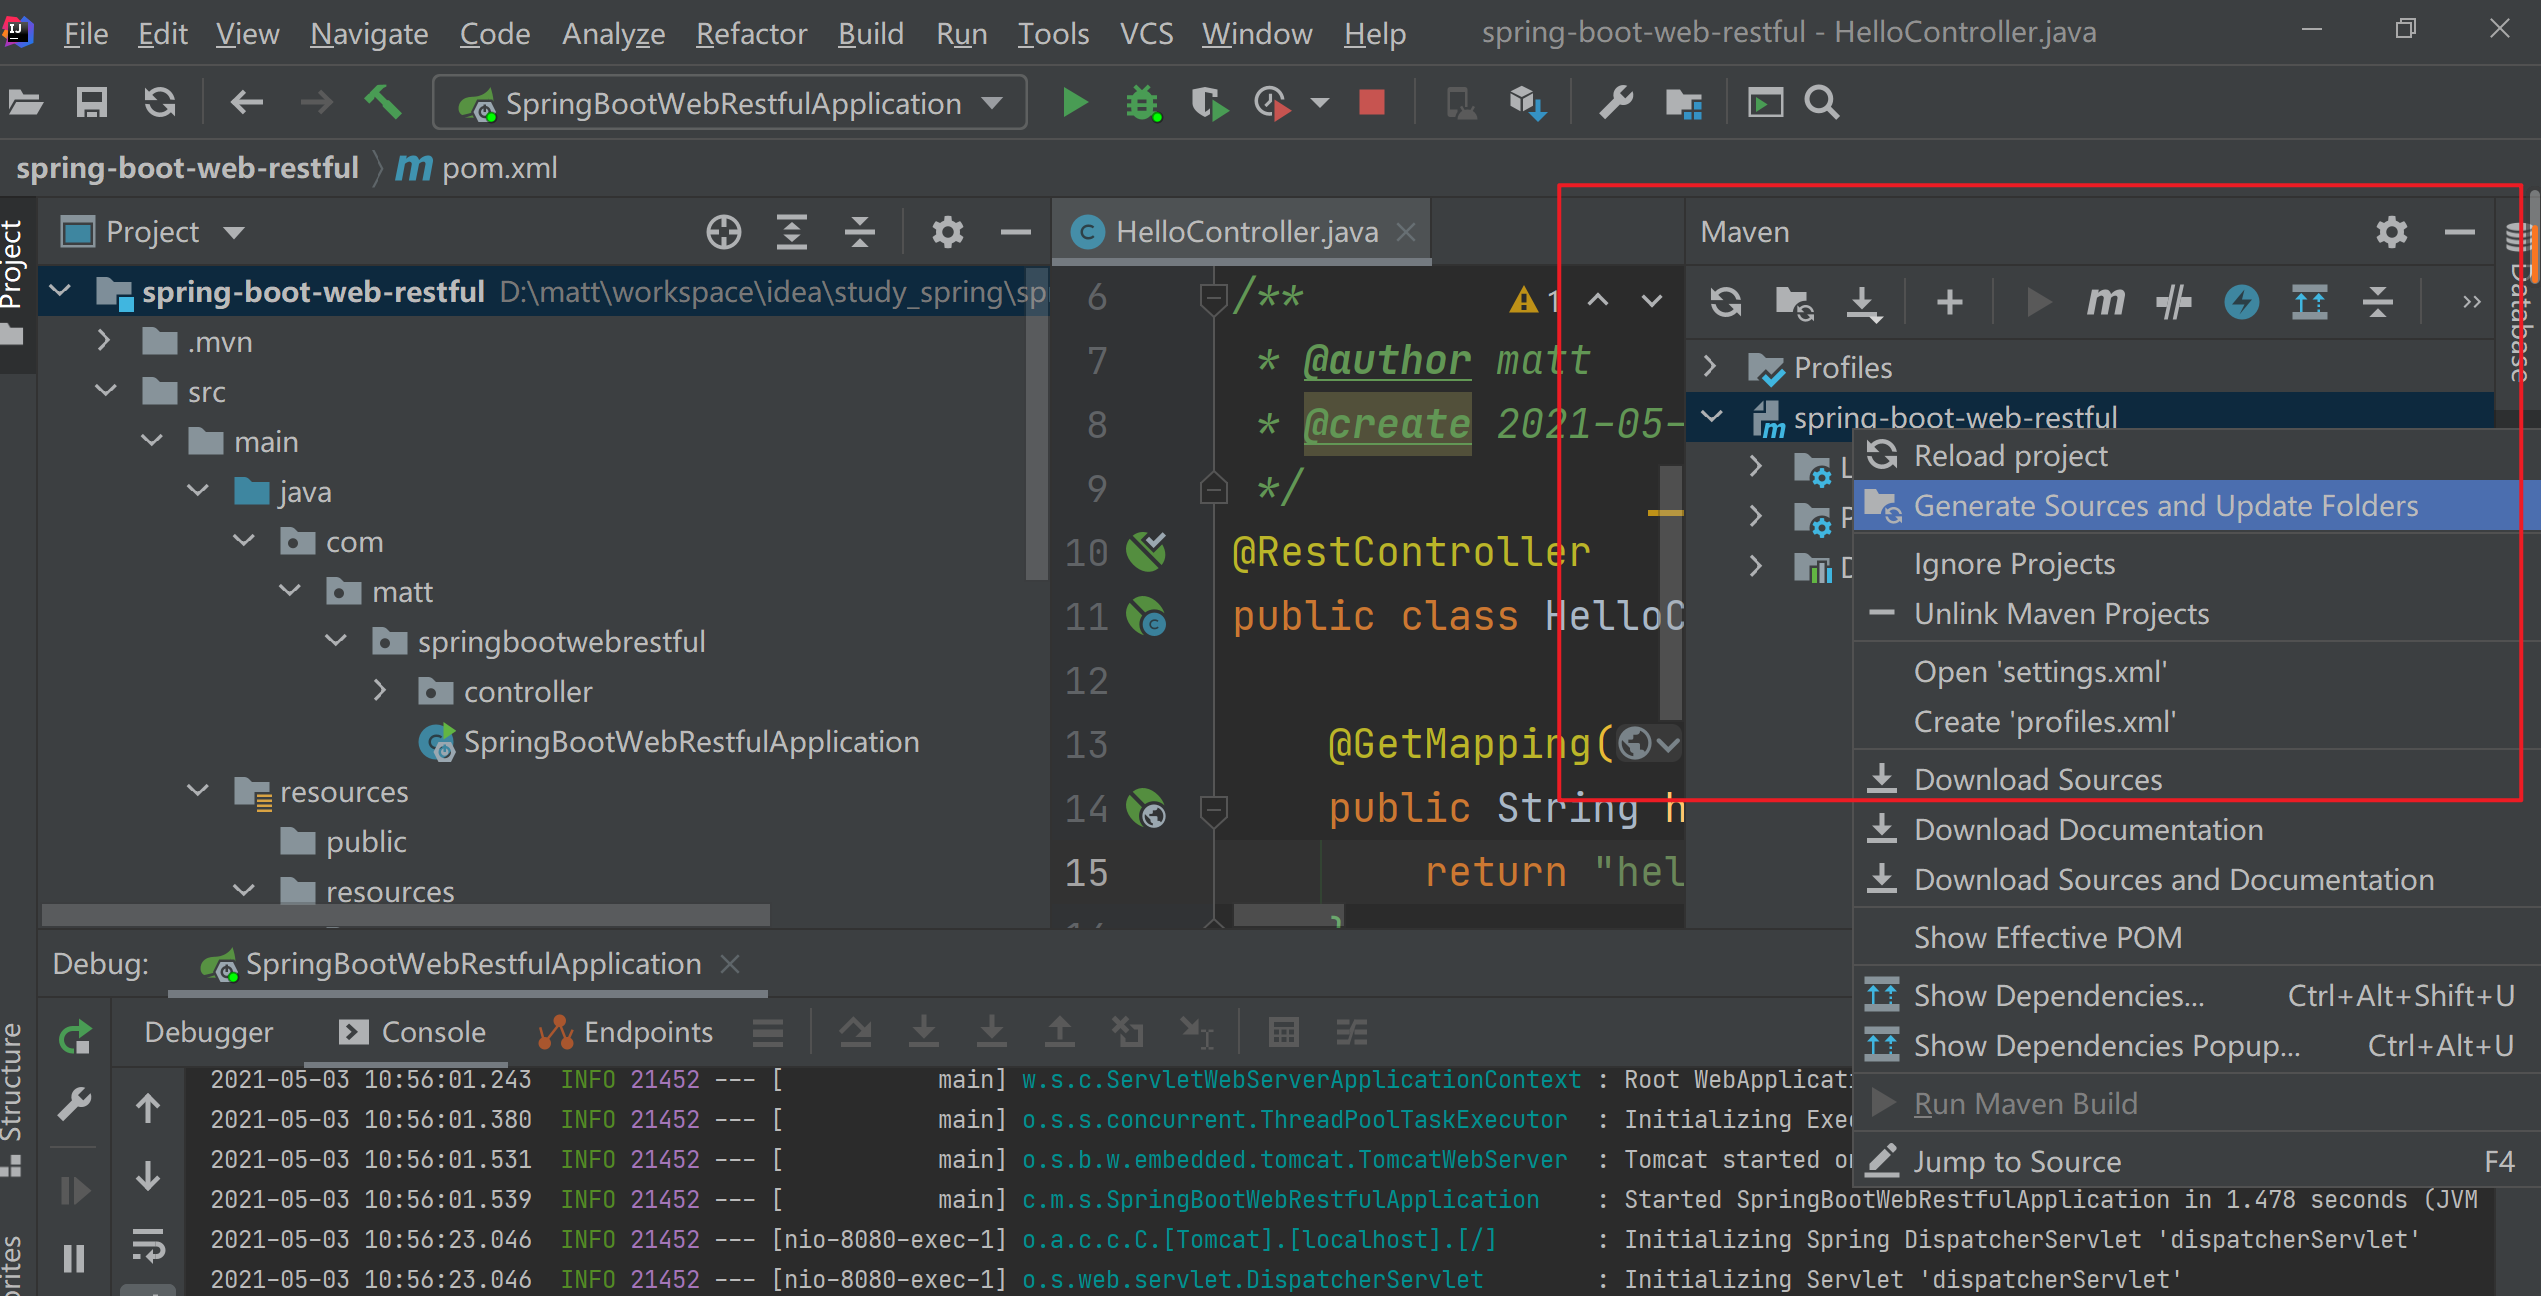 File Edit View Navigate Code Analyze Refactor Build Run Tools VCS Window Help spring-boot-web-restful - HelloController.java
SpringBootWebRestfulApplication
spring-boot-web-restful pom.xml
Project
Project
spring-boot-web-restful D:\matt\workspace\idea\study_spring\spr
.mvn
src
main
java
com
matt
springbootwebrestful
controller
SpringBootWebRestfulApplication
resources
public
resources
HelloController.java
6 /** 1
7 * @author matt
8 * @create 2021-05-
9 */
10 @RestController
11 public class HelloC
12
13 @GetMapping(
14 public String h
15 return "hel
}
Maven
Profiles
spring-boot-web-restful
L
P
D
Database
Reload project
Generate Sources and Update Folders
Ignore Projects
Unlink Maven Projects
Open 'settings.xml'
Create 'profiles.xml'
Download Sources
Download Documentation
Download Sources and Documentation
Show Effective POM
Show Dependencies... Ctrl+Alt+Shift+U
Show Dependencies Popup... Ctrl+Alt+U
Run Maven Build
Jump to Source F4
Debug: SpringBootWebRestfulApplication
Debugger Console Endpoints
Structure
2021-05-03 10:56:01.243 INFO 21452 --- [ main] w.s.c.ServletWebServerApplicationContext : Root WebApplicati
2021-05-03 10:56:01.380 INFO 21452 --- [ main] o.s.s.concurrent.ThreadPoolTaskExecutor : Initializing Exe
2021-05-03 10:56:01.531 INFO 21452 --- [ main] o.s.b.w.embedded.tomcat.TomcatWebServer : Tomcat started on
2021-05-03 10:56:01.539 INFO 21452 --- [ main] c.m.s.SpringBootWebRestfulApplication : Started SpringBootWebRestfulApplication in 1.478 seconds (JVM
2021-05-03 10:56:23.046 INFO 21452 --- [nio-8080-exec-1] o.a.c.c.C.[Tomcat].[localhost].[/] : Initializing Spring DispatcherServlet 'dispatcherServlet'
2021-05-03 10:56:23.046 INFO 21452 --- [nio-8080-exec-1] o.s.web.servlet.DispatcherServlet : Initializing Servlet 'dispatcherServlet'